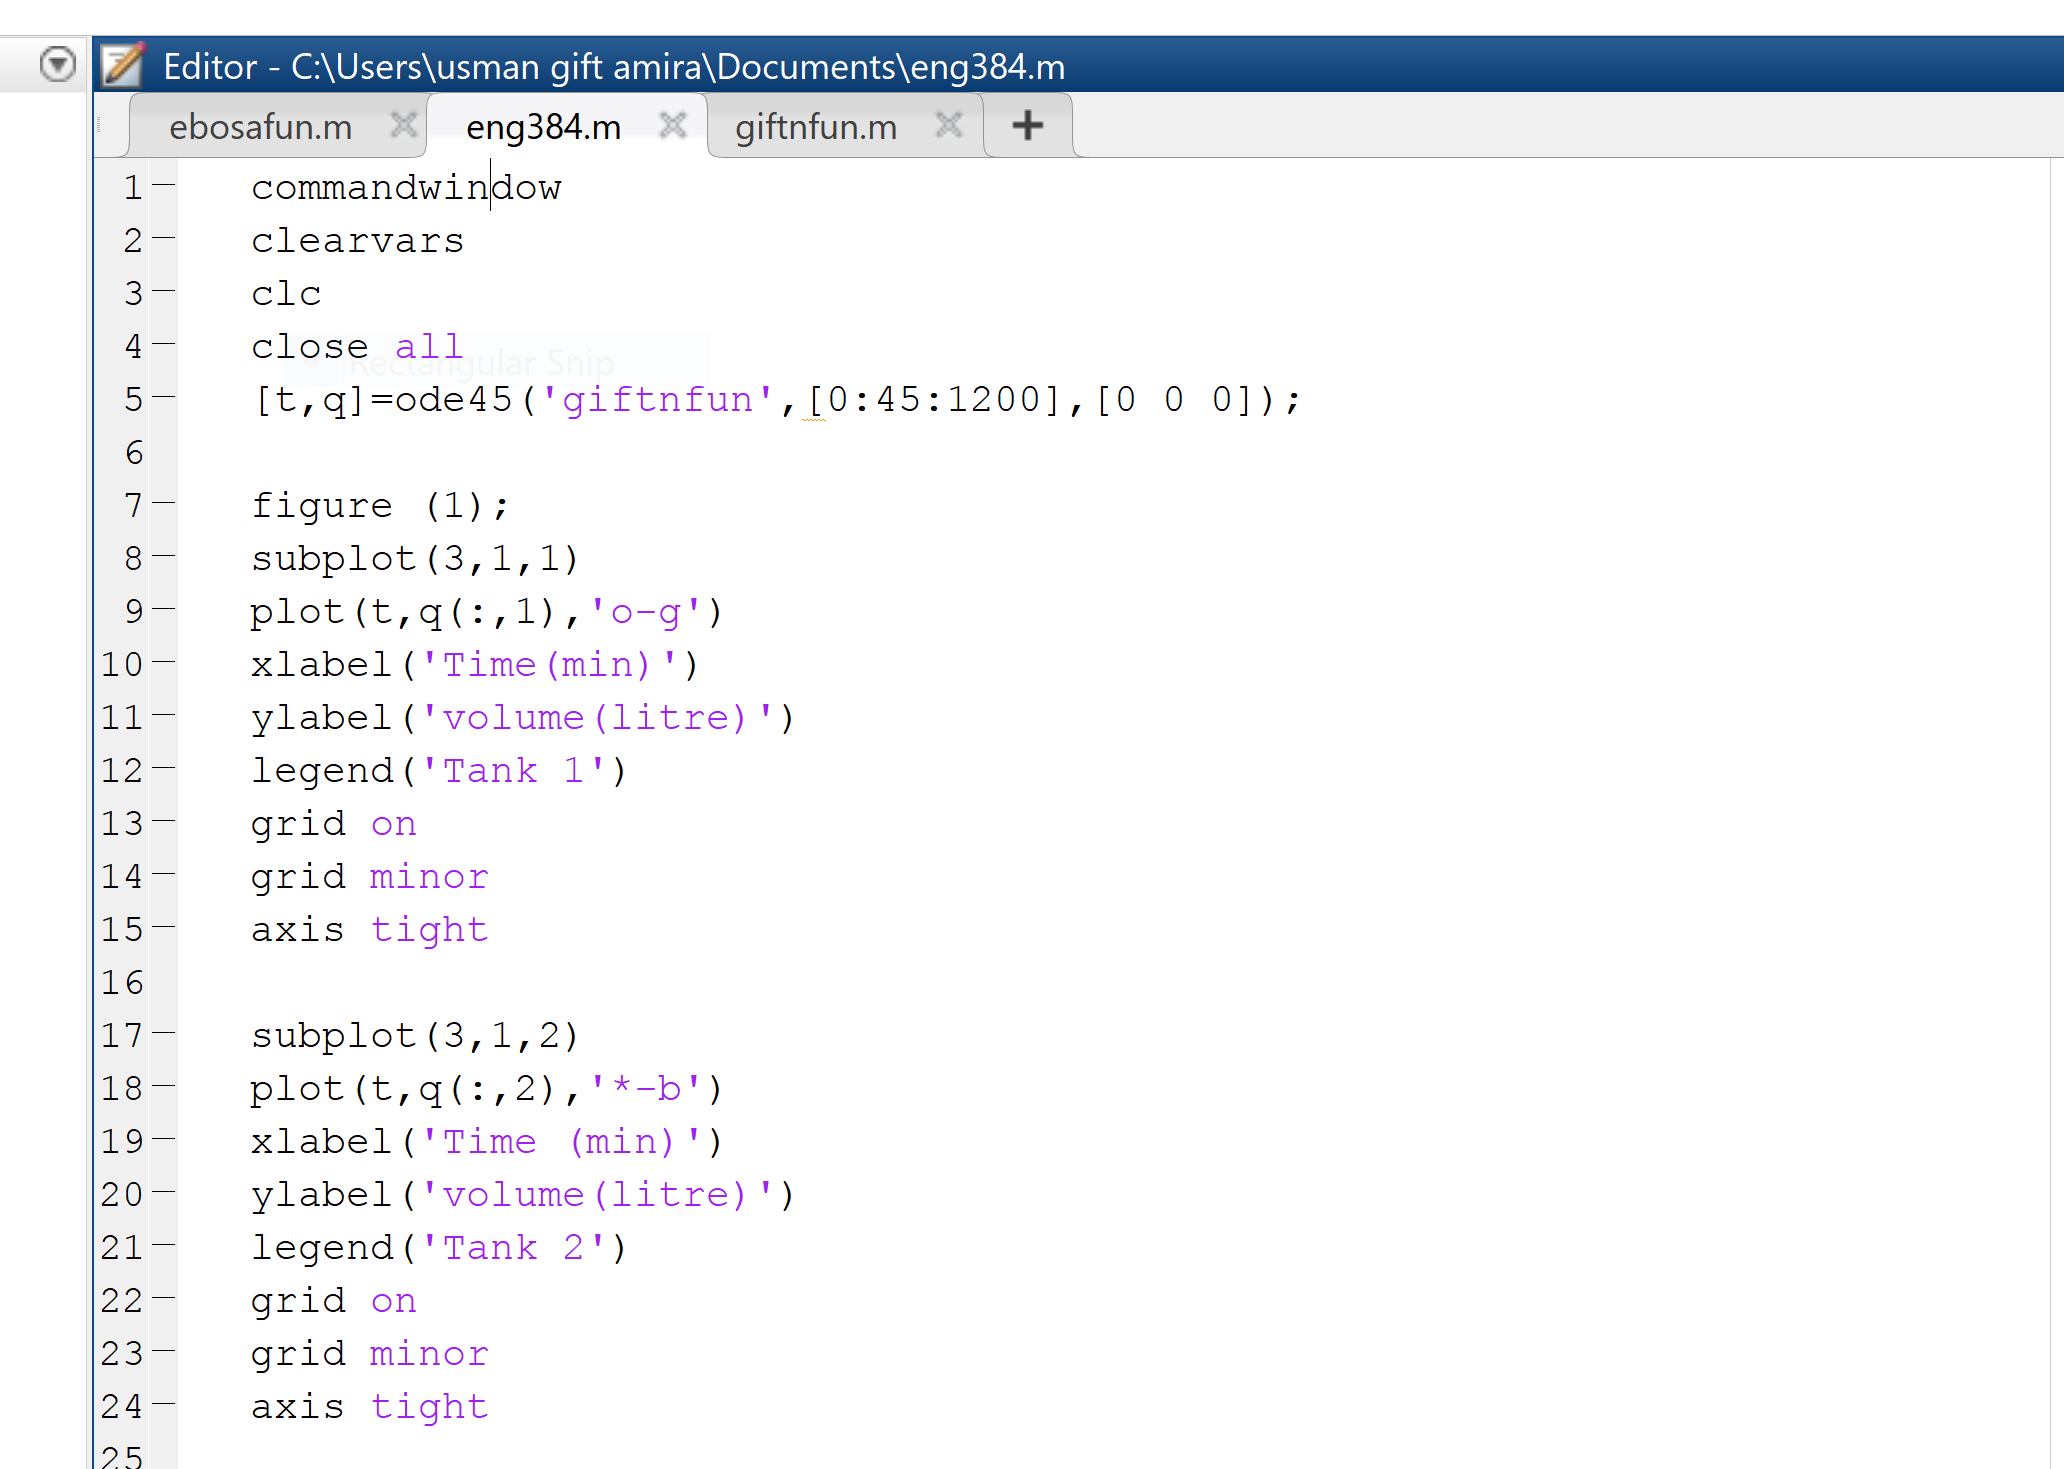 Editor - C:\Users\usman gift amira\Documents\eng384.m
ebosafun.m eng384.m giftnfun.m +
1 commandwindow
2 clearvars
3 clc
4 close all
Rectangular Snip
5 [t,q]=ode45('giftnfun',[0:45:1200],[0 0 0]);
6
7 figure (1);
8 subplot(3,1,1)
9 plot(t,q(:,1),'o-g')
10 xlabel('Time(min)')
11 ylabel('volume(litre)')
12 legend('Tank 1')
13 grid on
14 grid minor
15 axis tight
16
17 subplot(3,1,2)
18 plot(t,q(:,2),'*-b')
19 xlabel('Time (min)')
20 ylabel('volume(litre)')
21 legend('Tank 2')
22 grid on
23 grid minor
24 axis tight
25